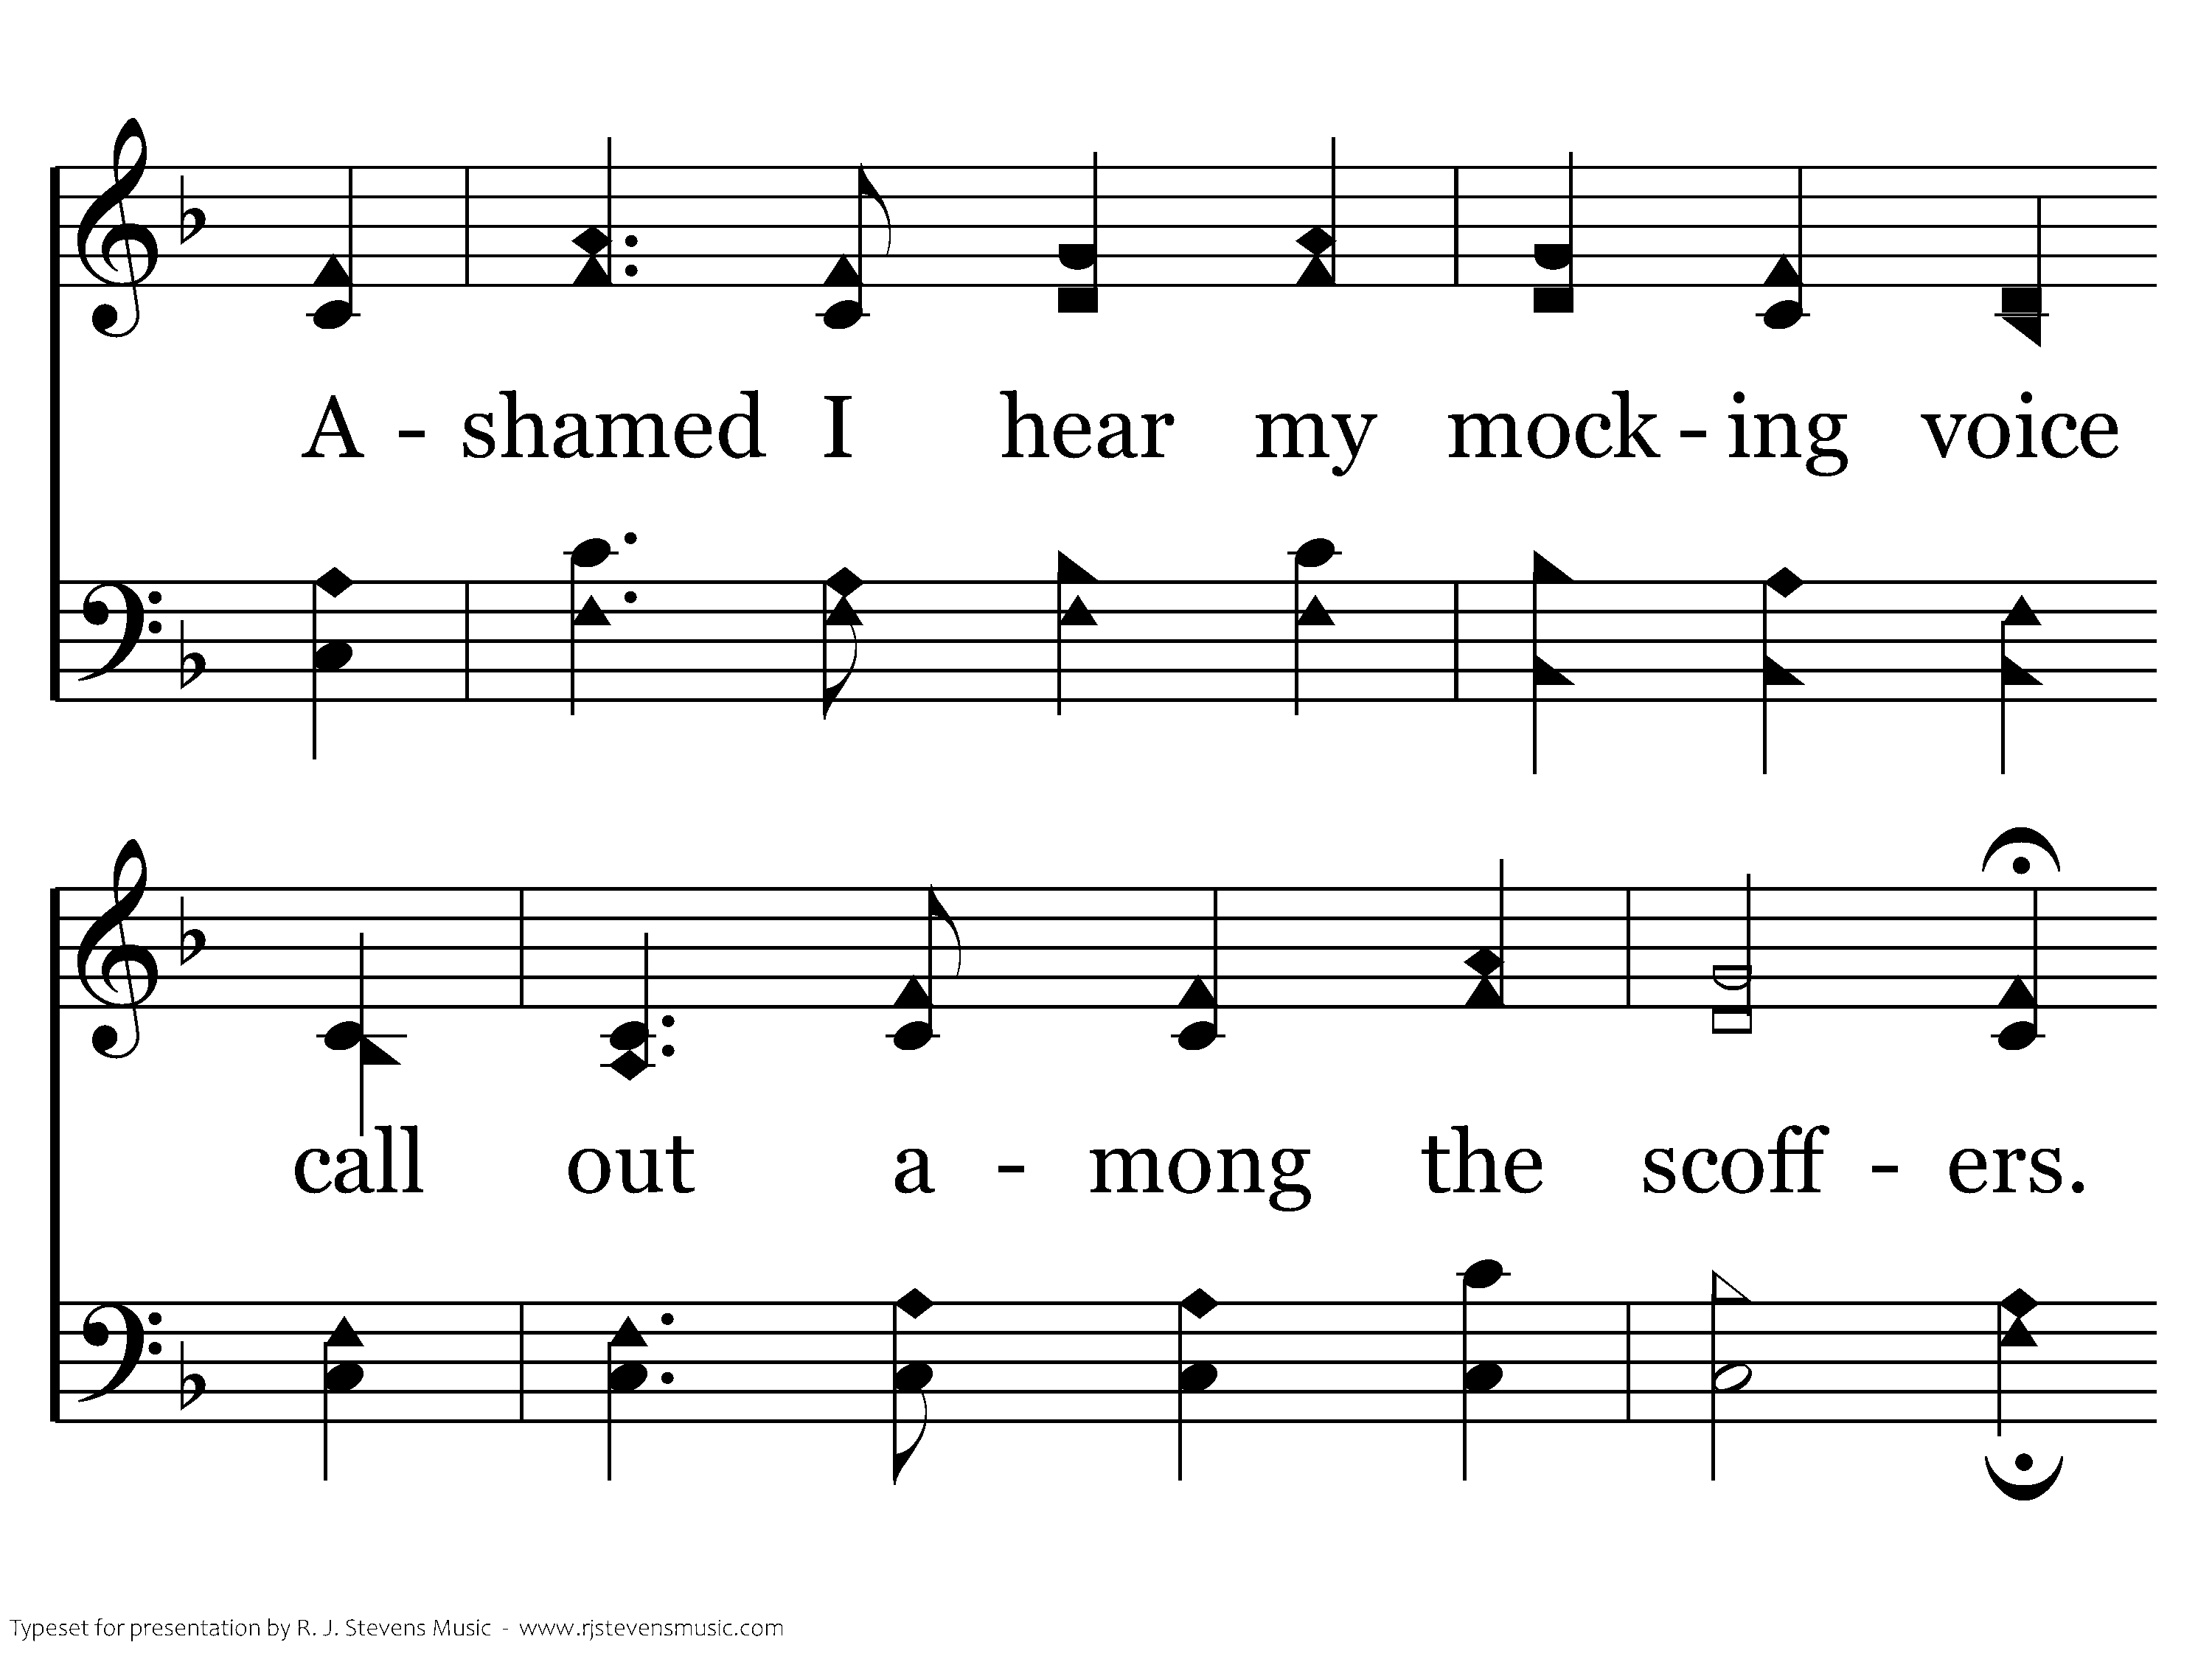 A - shamed I hear my mock - ing voice
call out a - mong the scoff - ers.
Typeset for presentation by R. J. Stevens Music - www.rjstevensmusic.com